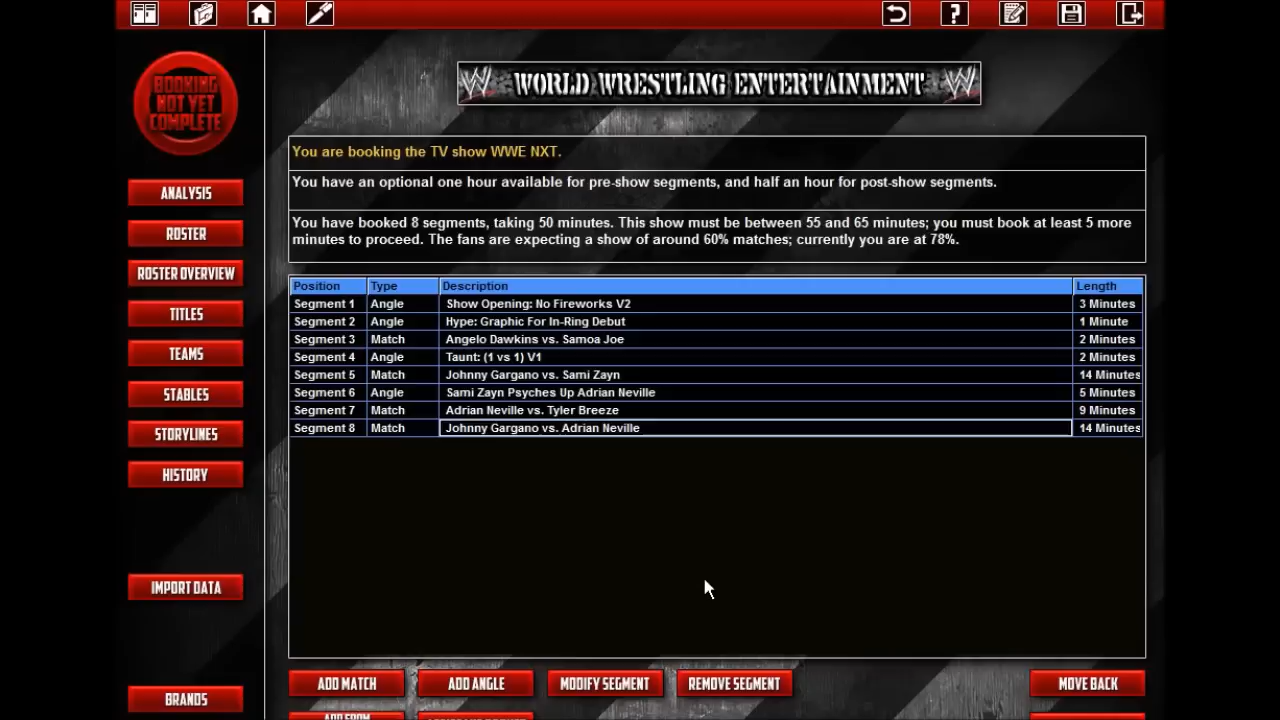 WORLD WRESTLING ENTERTAINMENT
BOOKING
NOT YET
COMPLETE
ANALYSIS
ROSTER
ROSTER OVERVIEW
TITLES
TEAMS
STABLES
STORYLINES
HISTORY
IMPORT DATA
BRANDS
You are booking the TV show WWE NXT.
You have an optional one hour available for pre-show segments, and half an hour for post-show segments.
You have booked 8 segments, taking 50 minutes. This show must be between 55 and 65 minutes; you must book at least 5 more
minutes to proceed. The fans are expecting a show of around 60% matches; currently you are at 78%.
Position Type Description Length
Segment 1 Angle Show Opening: No Fireworks V2 3 Minutes
Segment 2 Angle Hype: Graphic For In-Ring Debut 1 Minute
Segment 3 Match Angelo Dawkins vs. Samoa Joe 2 Minutes
Segment 4 Angle Taunt: (1 vs 1) V1 2 Minutes
Segment 5 Match Johnny Gargano vs. Sami Zayn 14 Minutes
Segment 6 Angle Sami Zayn Psyches Up Adrian Neville 5 Minutes
Segment 7 Match Adrian Neville vs. Tyler Breeze 9 Minutes
Segment 8 Match Johnny Gargano vs. Adrian Neville 14 Minutes
ADD MATCH ADD ANGLE MODIFY SEGMENT REMOVE SEGMENT MOVE BACK